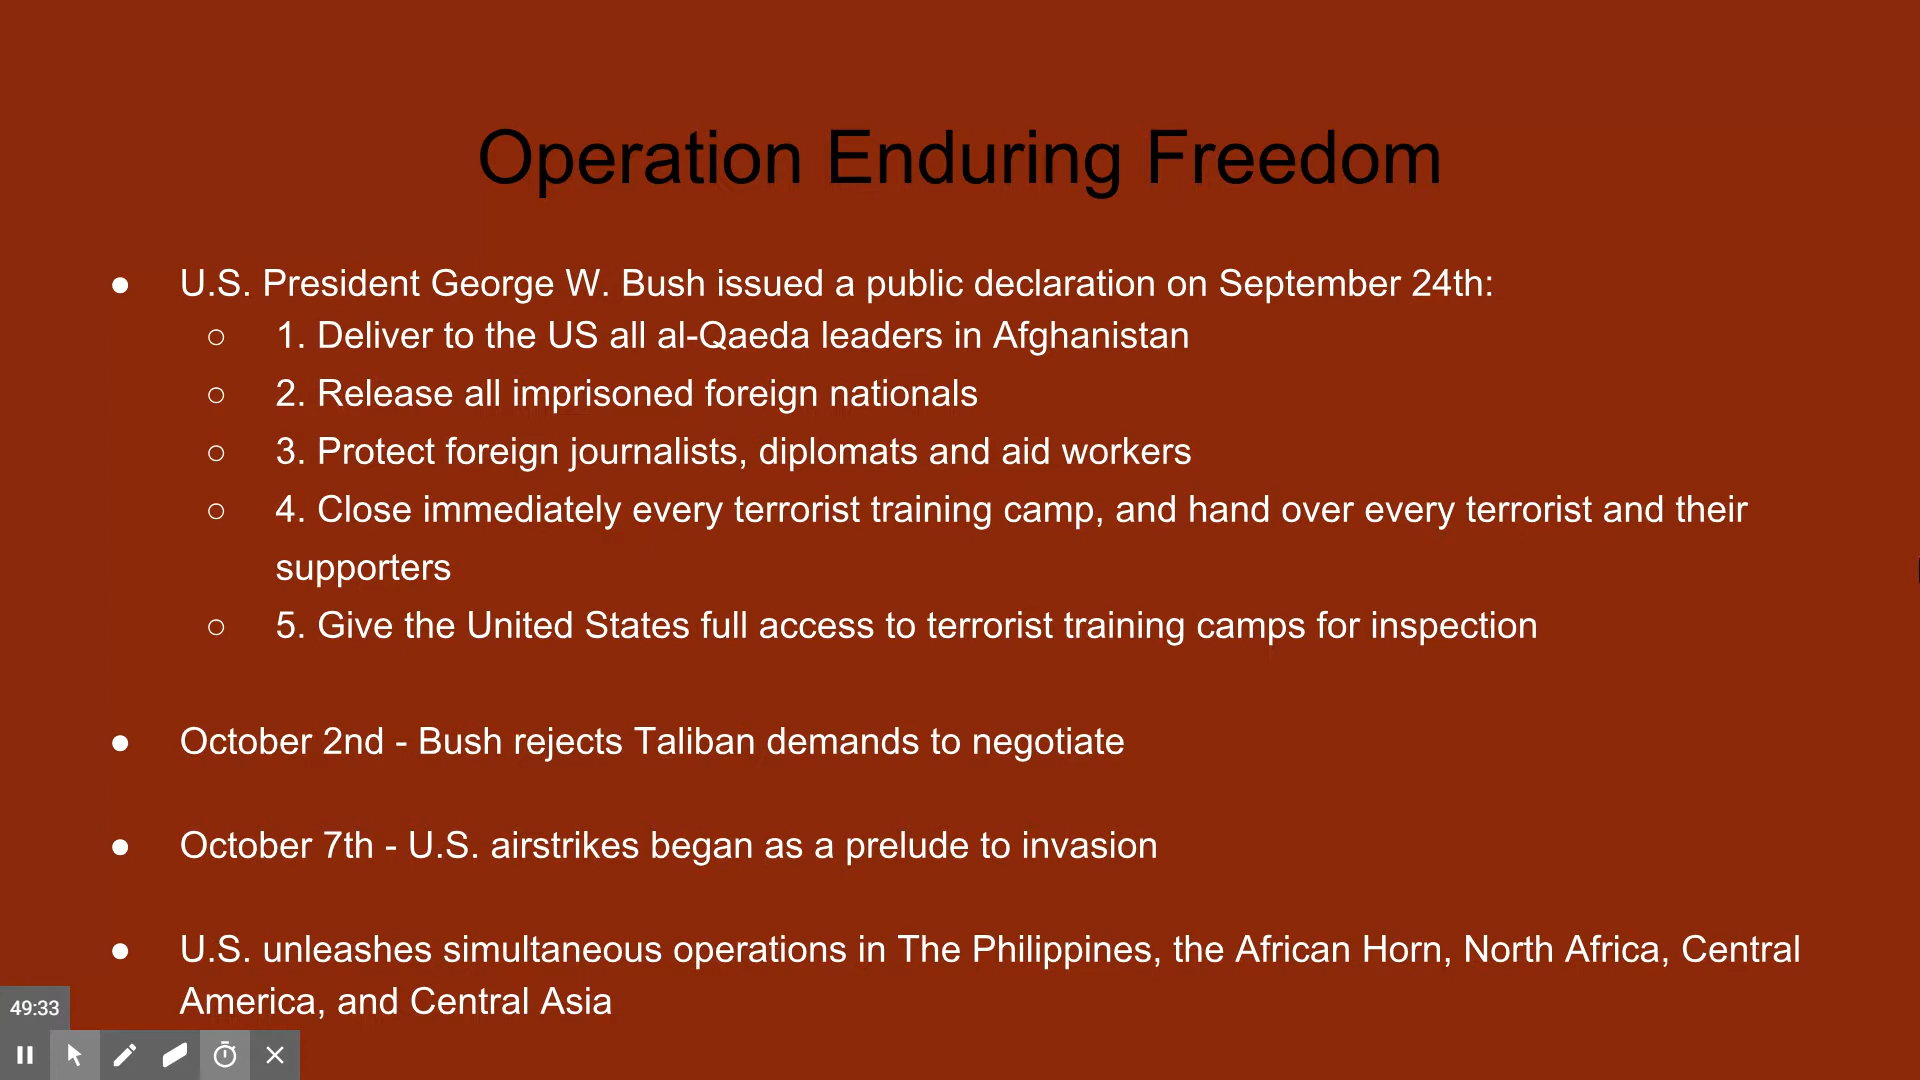 Operation Enduring Freedom
● U.S. President George W. Bush issued a public declaration on September 24th:
○ 1. Deliver to the US all al-Qaeda leaders in Afghanistan
○ 2. Release all imprisoned foreign nationals
○ 3. Protect foreign journalists, diplomats and aid workers
○ 4. Close immediately every terrorist training camp, and hand over every terrorist and their
supporters
○ 5. Give the United States full access to terrorist training camps for inspection
● October 2nd - Bush rejects Taliban demands to negotiate
● October 7th - U.S. airstrikes began as a prelude to invasion
● U.S. unleashes simultaneous operations in The Philippines, the African Horn, North Africa, Central
America, and Central Asia
49:33